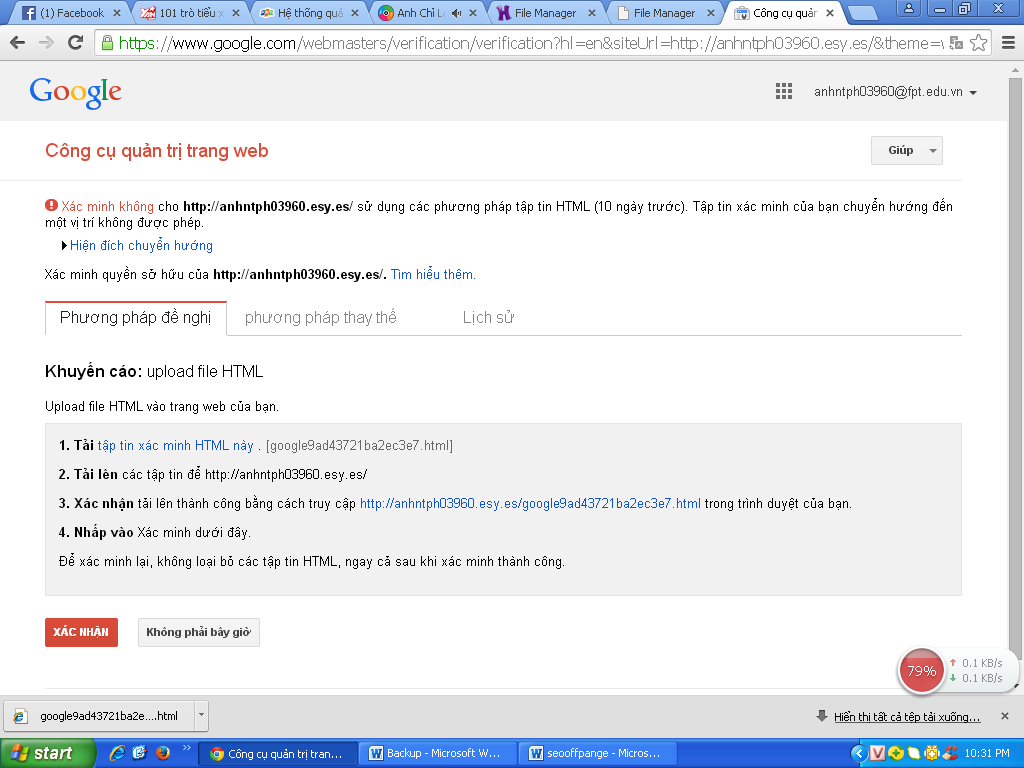 (1) Facebook
101 trò tiểu x
Hệ thống quả
Anh Chỉ L
File Manager
File Manager
Công cụ quản
https://www.google.com/webmasters/verification/verification?hl=en&siteUrl=http://anhntph03960.esy.es/&theme=
Google
anhntph03960@fpt.edu.vn
Công cụ quản trị trang web
Giúp
Xác minh không cho http://anhntph03960.esy.es/ sử dụng các phương pháp tập tin HTML (10 ngày trước). Tập tin xác minh của bạn chuyển hướng đến
một vị trí không được phép.
Hiện đích chuyển hướng
Xác minh quyền sở hữu của http://anhntph03960.esy.es/. Tìm hiểu thêm.
Phương pháp đề nghị
phương pháp thay thế
Lịch sử
Khuyến cáo: upload file HTML
Upload file HTML vào trang web của bạn.
1. Tải tập tin xác minh HTML này . [google9ad43721ba2ec3e7.html]
2. Tải lên các tập tin để http://anhntph03960.esy.es/
3. Xác nhận tải lên thành công bằng cách truy cập http://anhntph03960.esy.es/google9ad43721ba2ec3e7.html trong trình duyệt của bạn.
4. Nhấp vào Xác minh dưới đây.
Để xác minh lại, không loại bỏ các tập tin HTML, ngay cả sau khi xác minh thành công.
XÁC NHẬN
Không phải bây giờ
79%
0.1 KB/s
0.1 KB/s
google9ad43721ba2e....html
Hiển thị tất cả tệp tải xuống...
start
Công cụ quản trị tran...
Backup - Microsoft W...
seooffpange - Micros...
10:31 PM